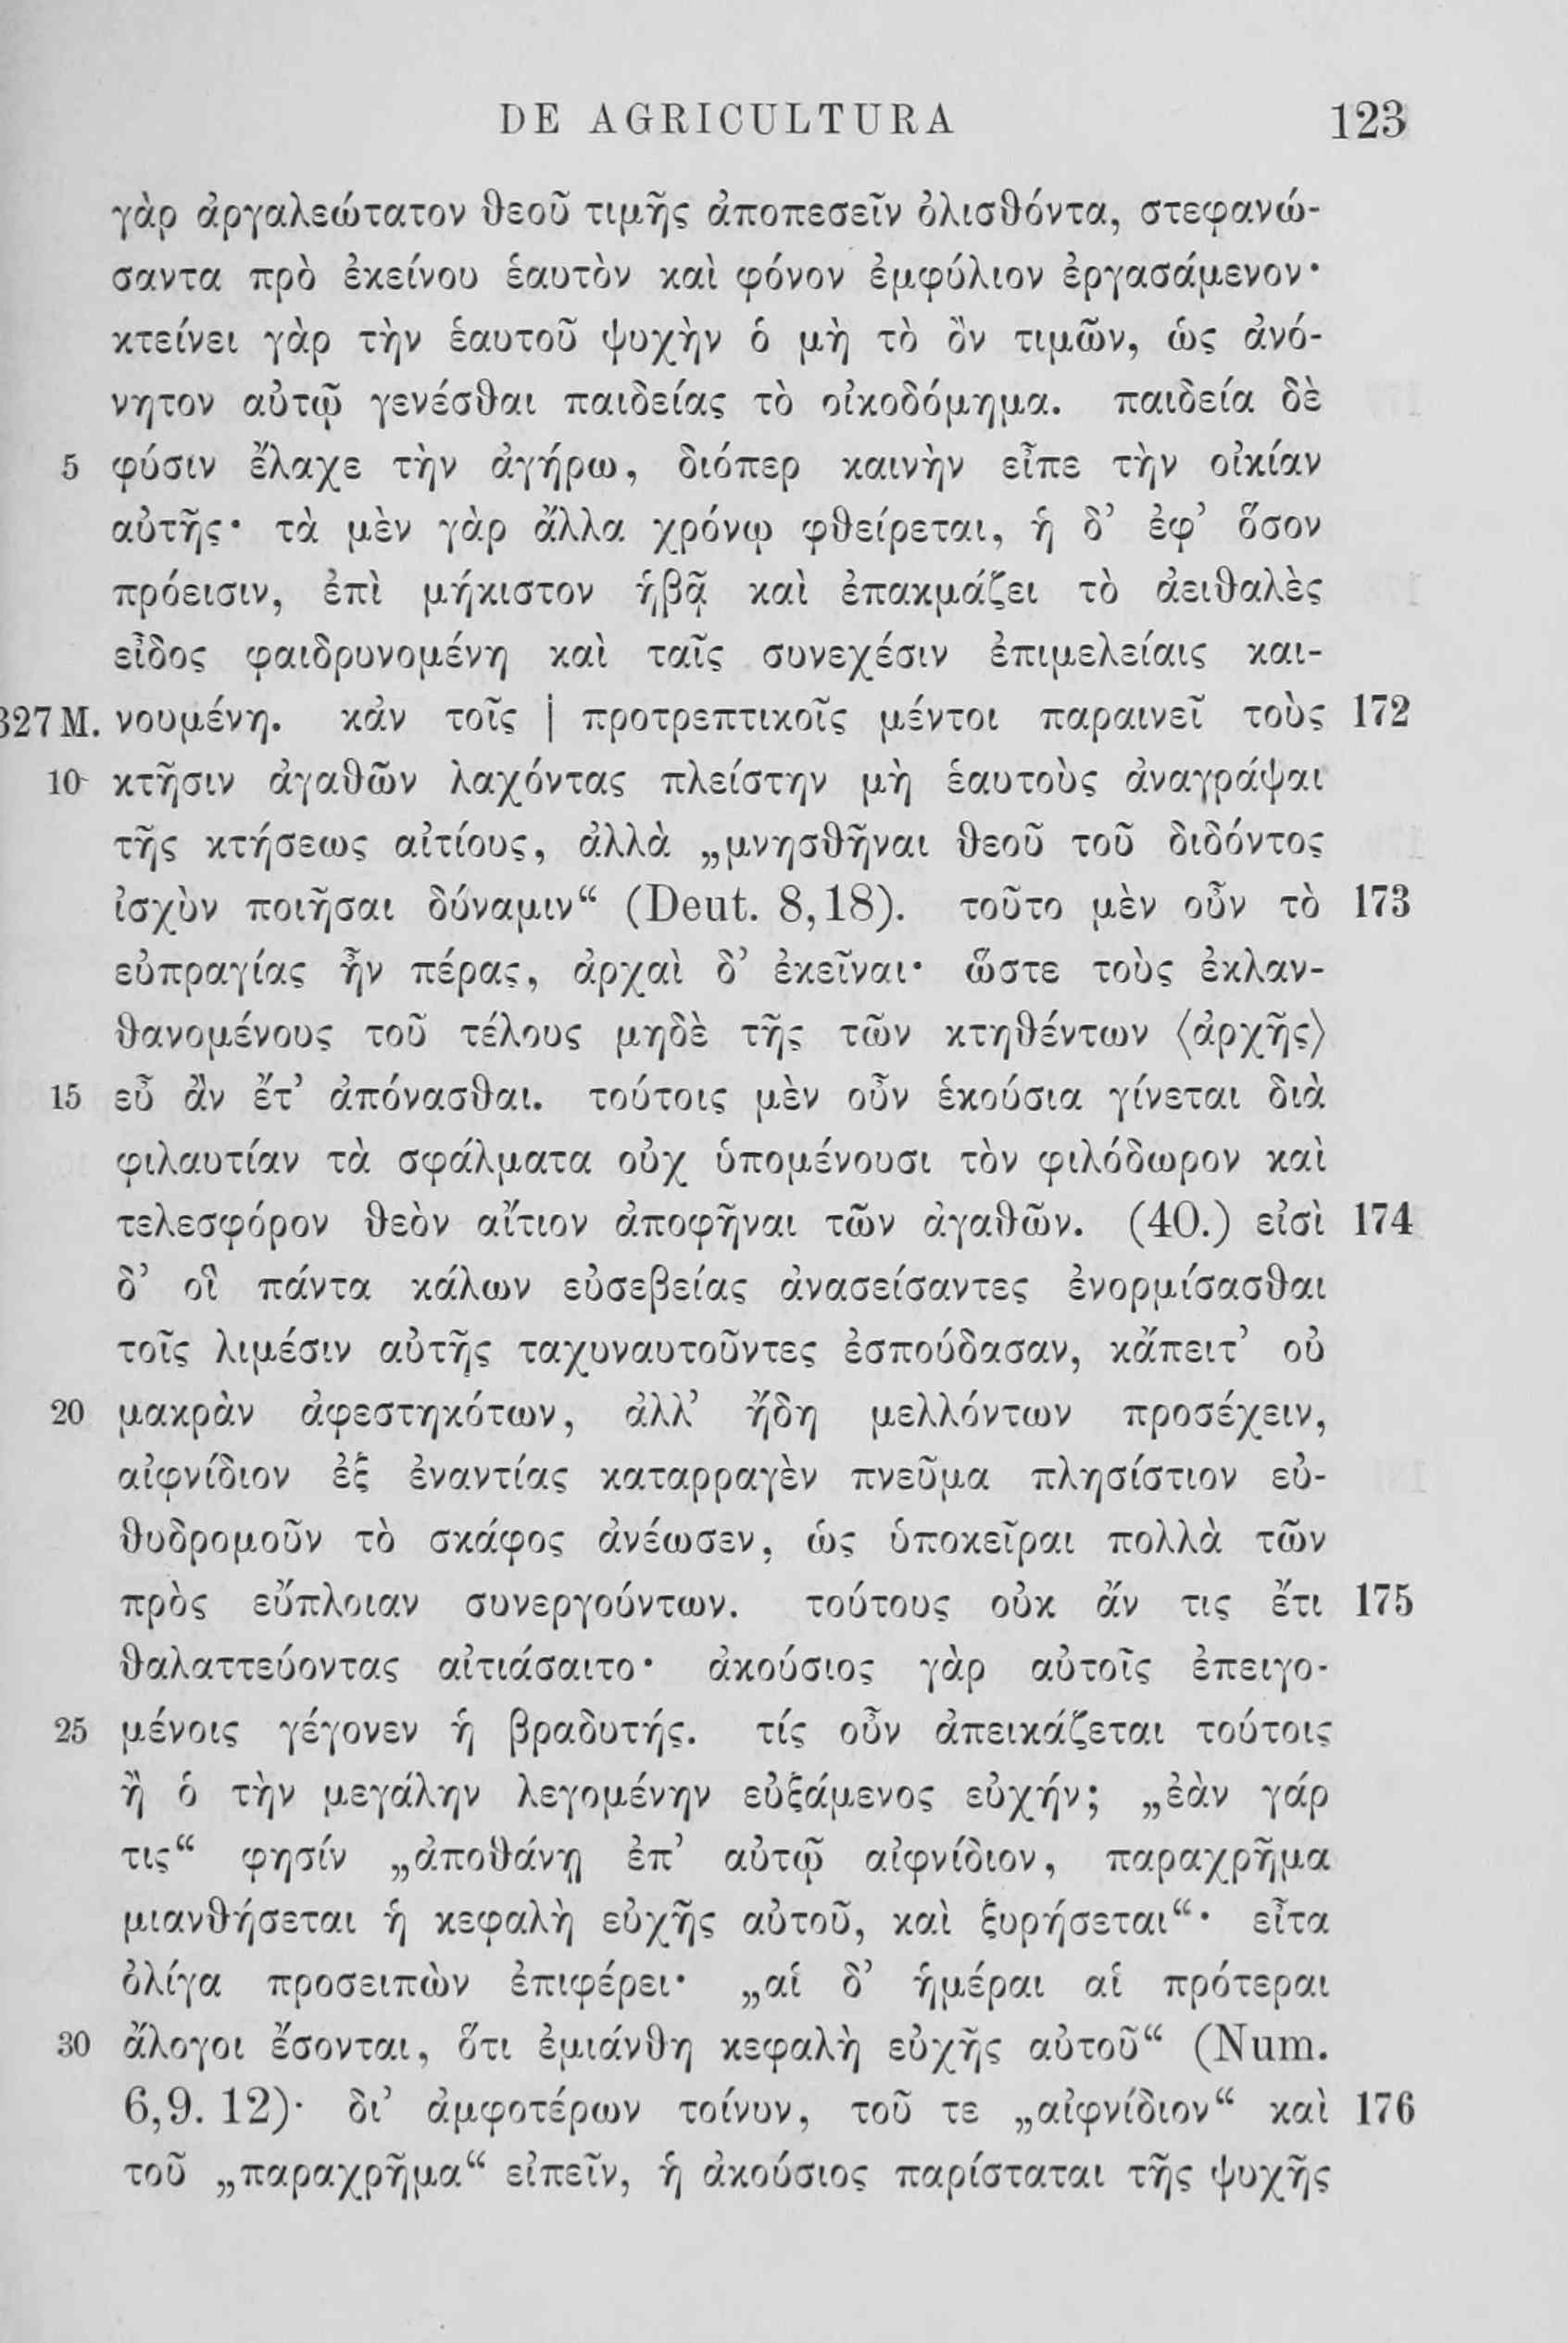 DE AGRICULTURA 123
γὰρ ἀργαλεώτατον θεοῦ τιμῆς ἀποπεσεῖν ὀλισθόντα, στεφανώ-
σαντα πρὸ ἐκείνου ἑαυτὸν καὶ φόνον ἐμφύλιον ἐργασάμενον·
κτείνει γὰρ τὴν ἑαυτοῦ ψυχὴν ὁ μὴ τὸ ὂν τιμῶν, ὡς ἀνό-
νητον αὐτῷ γενέσθαι παιδείας τὸ οἰκοδόμημα. παιδεία δὲ
5 φύσιν ἔλαχε τὴν ἀγήρω, διόπερ καινὴν εἶπε τὴν οἰκίαν
αὐτῆς· τὰ μὲν γὰρ ἄλλα χρόνῳ φθείρεται, ἡ δ’ ἐφ’ ὅσον
πρόεισιν, ἐπὶ μήκιστον ἡβᾷ καὶ ἐπακμάζει τὸ ἀειθαλὲς
εἶδος φαιδρυνομένη καὶ ταῖς συνεχέσιν ἐπιμελείαις και-
327 M. νουμένη. κἀν τοῖς | προτρεπτικοῖς μέντοι παραινεῖ τοὺς 172
10 κτῆσιν ἀγαθῶν λαχόντας πλείστην μὴ ἑαυτοὺς ἀναγράψαι
τῆς κτήσεως αἰτίους, ἀλλὰ „μνησθῆναι θεοῦ τοῦ διδόντος
ἰσχὺν ποιῆσαι δύναμιν“ (Deut. 8,18). τοῦτο μὲν οὖν τὸ 173
εὐπραγίας ἦν πέρας, ἀρχαὶ δ’ ἐκεῖναι· ὥστε τοὺς ἐκλαν-
θανομένους τοῦ τέλους μηδὲ τῆς τῶν κτηθέντων ⟨ἀρχῆς⟩
15 εὖ ἂν ἔτ’ ἀπόνασθαι. τούτοις μὲν οὖν ἑκούσια γίνεται διὰ
φιλαυτίαν τὰ σφάλματα οὐχ ὑπομένουσι τὸν φιλόδωρον καὶ
τελεσφόρον θεὸν αἴτιον ἀποφῆναι τῶν ἀγαθῶν. (40.) εἰσὶ 174
δ’ οἳ πάντα κάλων εὐσεβείας ἀνασείσαντες ἐνορμίσασθαι
τοῖς λιμέσιν αὐτῆς ταχυναυτοῦντες ἐσπούδασαν, κἄπειτ’ οὐ
20 μακρὰν ἀφεστηκότων, ἀλλ’ ἤδη μελλόντων προσέχειν,
αἰφνίδιον ἐξ ἐναντίας καταρραγὲν πνεῦμα πλησίστιον εὐ-
θυδρομοῦν τὸ σκάφος ἀνέωσεν, ὡς ὑποκεῖραι πολλὰ τῶν
πρὸς εὔπλοιαν συνεργούντων. τούτους οὐκ ἄν τις ἔτι 175
θαλαττεύοντας αἰτιάσαιτο· ἀκούσιος γὰρ αὐτοῖς ἐπειγο-
25 μένοις γέγονεν ἡ βραδυτής. τίς οὖν ἀπεικάζεται τούτοις
ἢ ὁ τὴν μεγάλην λεγομένην εὐξάμενος εὐχήν; „ἐὰν γάρ
τις“ φησίν „ἀποθάνῃ ἐπ’ αὐτῷ αἰφνίδιον, παραχρῆμα
μιανθήσεται ἡ κεφαλὴ εὐχῆς αὐτοῦ, καὶ ξυρήσεται“· εἶτα
ὀλίγα προσειπὼν ἐπιφέρει· „αἱ δ’ ἡμέραι αἱ πρότεραι
30 ἄλογοι ἔσονται, ὅτι ἐμιάνθη κεφαλὴ εὐχῆς αὐτοῦ“ (Num.
6,9. 12)· δι’ ἀμφοτέρων τοίνυν, τοῦ τε „αἰφνίδιον“ καὶ 176
τοῦ „παραχρῆμα“ εἰπεῖν, ἡ ἀκούσιος παρίσταται τῆς ψυχῆς